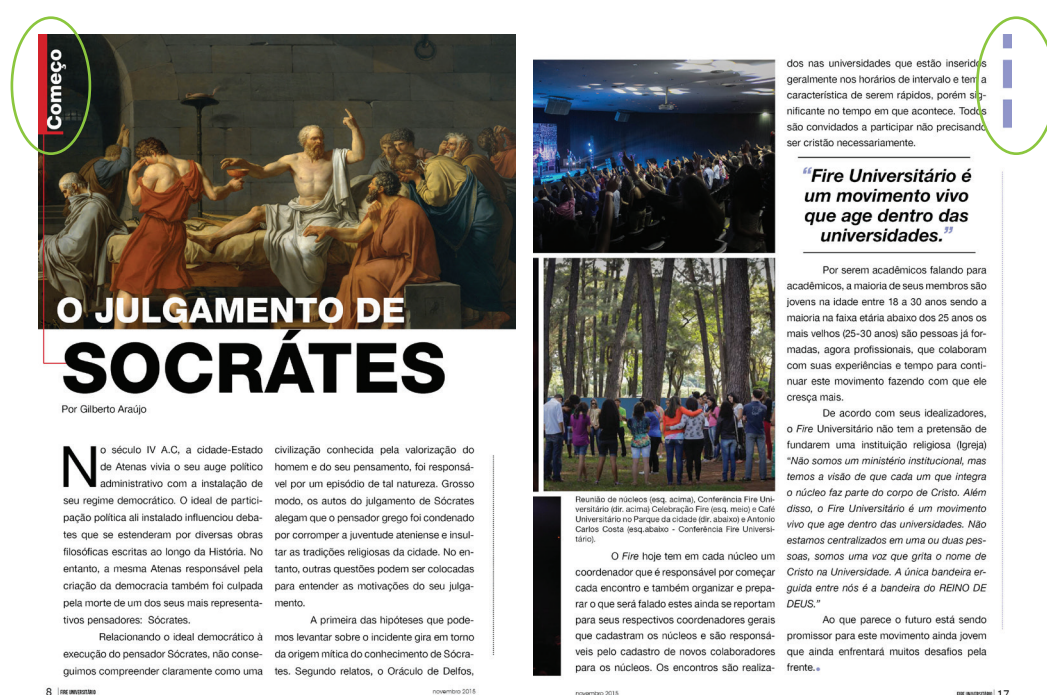 Começo
O JULGAMENTO DE
SOCRÁTES
Por Gilberto Araújo
No século IV A.C, a cidade-Estado
de Atenas vivia o seu auge político
administrativo com a instalação de
seu regime democrático. O ideal de partici-
pação política ali instalado influenciou deba-
tes que se estenderam por diversas obras
filosóficas escritas ao longo da História. No
entanto, a mesma Atenas responsável pela
criação da democracia também foi culpada
pela morte de um dos seus mais representa-
tivos pensadores: Sócrates.
Relacionando o ideal democrático à
execução do pensador Sócrates, não conse-
guimos compreender claramente como uma
civilização conhecida pela valorização do
homem e do seu pensamento, foi responsá-
vel por um episódio de tal natureza. Grosso
modo, os autos do julgamento de Sócrates
alegam que o pensador grego foi condenado
por corromper a juventude ateniense e insul-
tar as tradições religiosas da cidade. No en-
tanto, outras questões podem ser colocadas
para entender as motivações do seu julga-
mento.
A primeira das hipóteses que pode-
mos levantar sobre o incidente gira em torno
da origem mítica do conhecimento de Sócra-
tes. Segundo relatos, o Oráculo de Delfos,
8 | FIRE UNIVERSITÁRIO
novembro 2015
Reunião de núcleos (esq. acima), Conferência Fire Uni-
versitário (dir. acima) Celebração Fire (esq. meio) e Café
Universitário no Parque da cidade (dir. abaixo) e Antonio
Carlos Costa (esq,abaixo - Conferência Fire Universi-
tário).
O Fire hoje tem em cada núcleo um
coordenador que é responsável por começar
cada encontro e também organizar e prepa-
rar o que será falado estes ainda se reportam
para seus respectivos coordenadores gerais
que cadastram os núcleos e são responsá-
veis pelo cadastro de novos colaboradores
para os núcleos. Os encontros são realiza-
dos nas universidades que estão inseridos
geralmente nos horários de intervalo e tem a
característica de serem rápidos, porém sig-
nificante no tempo em que acontece. Todos
são convidados a participar não precisando
ser cristão necessariamente.
“Fire Universitário é
um movimento vivo
que age dentro das
universidades.”
Por serem acadêmicos falando para
acadêmicos, a maioria de seus membros são
jovens na idade entre 18 a 30 anos sendo a
maioria na faixa etária abaixo dos 25 anos os
mais velhos (25-30 anos) são pessoas já for-
madas, agora profissionais, que colaboram
com suas experiências e tempo para conti-
nuar este movimento fazendo com que ele
cresça mais.
De acordo com seus idealizadores,
o Fire Universitário não tem a pretensão de
fundarem uma instituição religiosa (Igreja)
“Não somos um ministério institucional, mas
temos a visão de que cada um que integra
o núcleo faz parte do corpo de Cristo. Além
disso, o Fire Universitário é um movimento
vivo que age dentro das universidades. Não
estamos centralizados em uma ou duas pes-
soas, somos uma voz que grita o nome de
Cristo na Universidade. A única bandeira er-
guida entre nós é a bandeira do REINO DE
DEUS.”
Ao que parece o futuro está sendo
promissor para este movimento ainda jovem
que ainda enfrentará muitos desafios pela
frente.
novembro 2015
FIRE UNIVERSITÁRIO | 17